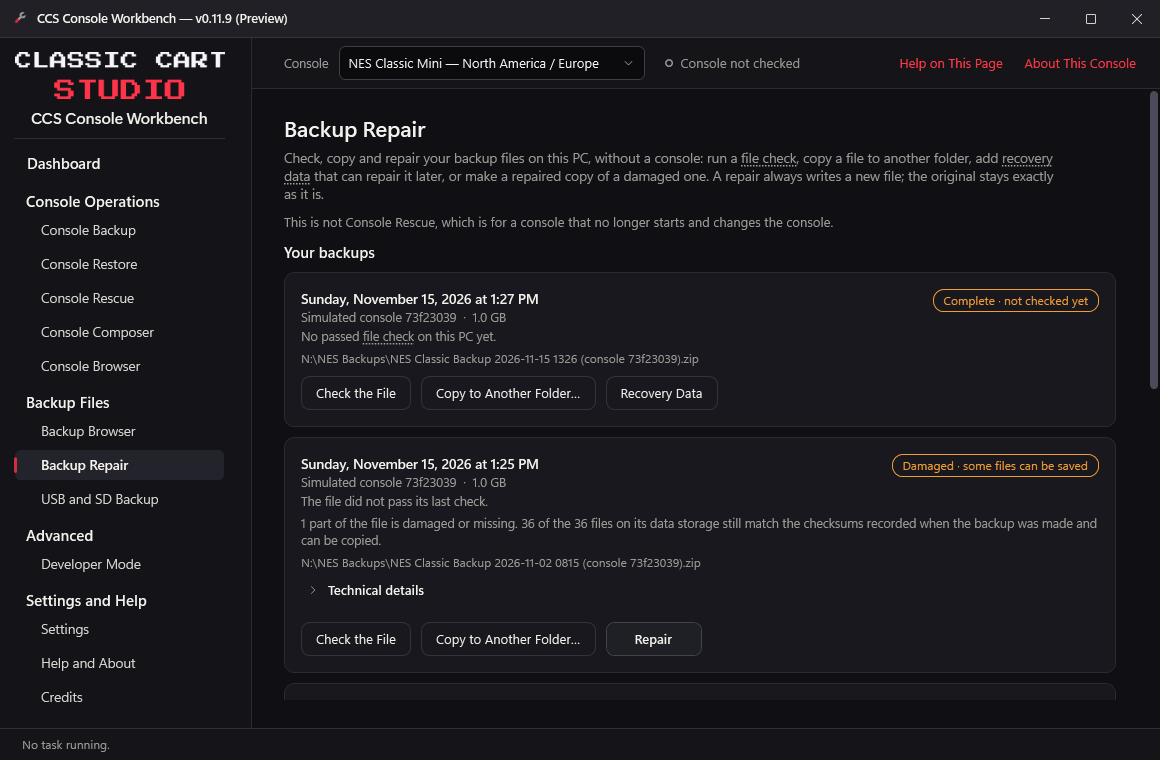 CCS Console Workbench — v0.11.9 (Preview)
CLASSIC CART
STUDIO
CCS Console Workbench
Dashboard
Console Operations
Console Backup
Console Restore
Console Rescue
Console Composer
Console Browser
Backup Files
Backup Browser
Backup Repair
USB and SD Backup
Advanced
Developer Mode
Settings and Help
Settings
Help and About
Credits
Console
NES Classic Mini — North America / Europe
Console not checked
Help on This Page
About This Console
Backup Repair
Check, copy and repair your backup files on this PC, without a console: run a file check, copy a file to another folder, add recovery
data that can repair it later, or make a repaired copy of a damaged one. A repair always writes a new file; the original stays exactly
as it is.
This is not Console Rescue, which is for a console that no longer starts and changes the console.
Your backups
Sunday, November 15, 2026 at 1:27 PM
Complete · not checked yet
Simulated console 73f23039 · 1.0 GB
No passed file check on this PC yet.
N:\NES Backups\NES Classic Backup 2026-11-15 1326 (console 73f23039).zip
Check the File
Copy to Another Folder...
Recovery Data
Sunday, November 15, 2026 at 1:25 PM
Damaged · some files can be saved
Simulated console 73f23039 · 1.0 GB
The file did not pass its last check.
1 part of the file is damaged or missing. 36 of the 36 files on its data storage still match the checksums recorded when the backup was made and
can be copied.
N:\NES Backups\NES Classic Backup 2026-11-02 0815 (console 73f23039).zip
Technical details
Check the File
Copy to Another Folder...
Repair
No task running.